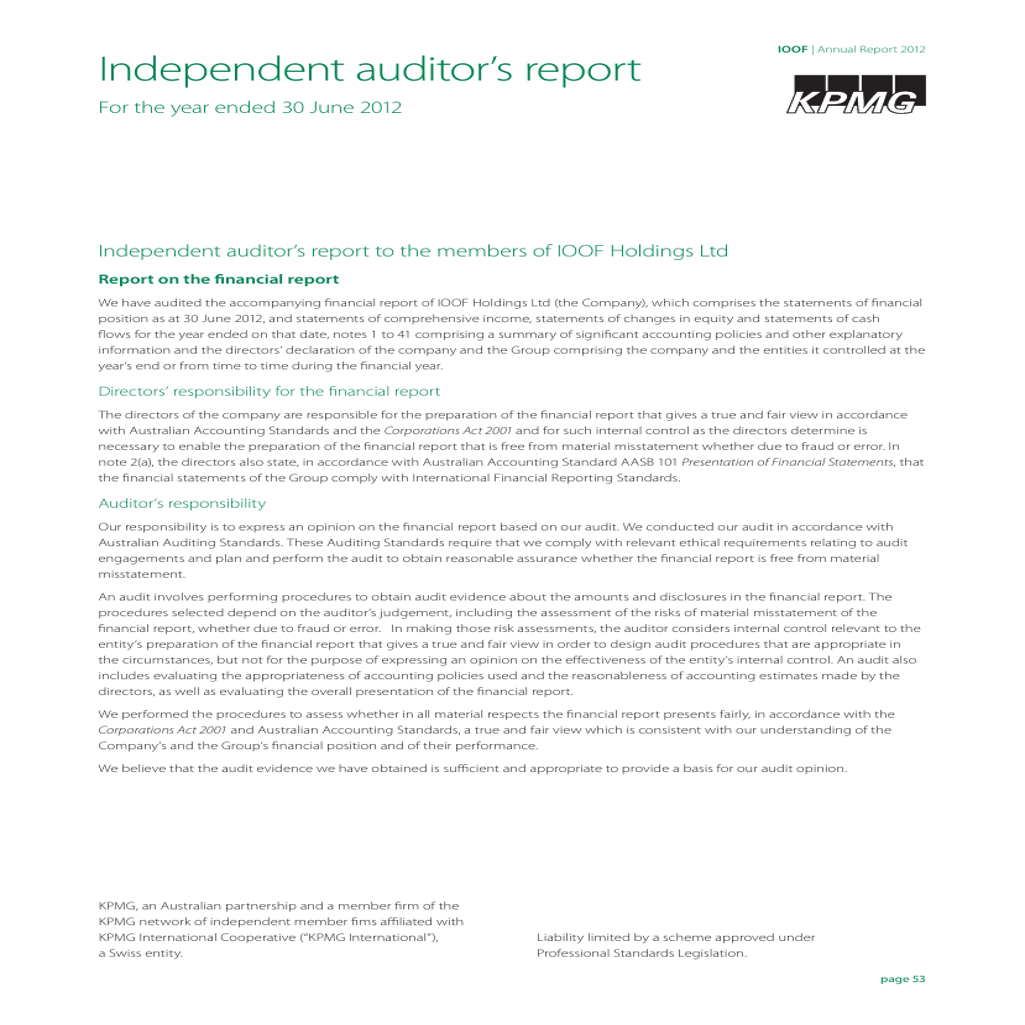 IOOF | Annual Report 2012
Independent auditor’s report
KPMG
For the year ended 30 June 2012
Independent auditor’s report to the members of IOOF Holdings Ltd
Report on the financial report
We have audited the accompanying financial report of IOOF Holdings Ltd (the Company), which comprises the statements of financial
position as at 30 June 2012, and statements of comprehensive income, statements of changes in equity and statements of cash
flows for the year ended on that date, notes 1 to 41 comprising a summary of significant accounting policies and other explanatory
information and the directors’ declaration of the company and the Group comprising the company and the entities it controlled at the
year’s end or from time to time during the financial year.
Directors’ responsibility for the financial report
The directors of the company are responsible for the preparation of the financial report that gives a true and fair view in accordance
with Australian Accounting Standards and the Corporations Act 2001 and for such internal control as the directors determine is
necessary to enable the preparation of the financial report that is free from material misstatement whether due to fraud or error. In
note 2(a), the directors also state, in accordance with Australian Accounting Standard AASB 101 Presentation of Financial Statements, that
the financial statements of the Group comply with International Financial Reporting Standards.
Auditor’s responsibility
Our responsibility is to express an opinion on the financial report based on our audit. We conducted our audit in accordance with
Australian Auditing Standards. These Auditing Standards require that we comply with relevant ethical requirements relating to audit
engagements and plan and perform the audit to obtain reasonable assurance whether the financial report is free from material
misstatement.
An audit involves performing procedures to obtain audit evidence about the amounts and disclosures in the financial report. The
procedures selected depend on the auditor’s judgement, including the assessment of the risks of material misstatement of the
financial report, whether due to fraud or error. In making those risk assessments, the auditor considers internal control relevant to the
entity’s preparation of the financial report that gives a true and fair view in order to design audit procedures that are appropriate in
the circumstances, but not for the purpose of expressing an opinion on the effectiveness of the entity’s internal control. An audit also
includes evaluating the appropriateness of accounting policies used and the reasonableness of accounting estimates made by the
directors, as well as evaluating the overall presentation of the financial report.
We performed the procedures to assess whether in all material respects the financial report presents fairly, in accordance with the
Corporations Act 2001 and Australian Accounting Standards, a true and fair view which is consistent with our understanding of the
Company’s and the Group’s financial position and of their performance.
We believe that the audit evidence we have obtained is sufficient and appropriate to provide a basis for our audit opinion.
KPMG, an Australian partnership and a member firm of the
KPMG network of independent member fims affiliated with
KPMG International Cooperative (“KPMG International”),
a Swiss entity.
Liability limited by a scheme approved under
Professional Standards Legislation.
page 53